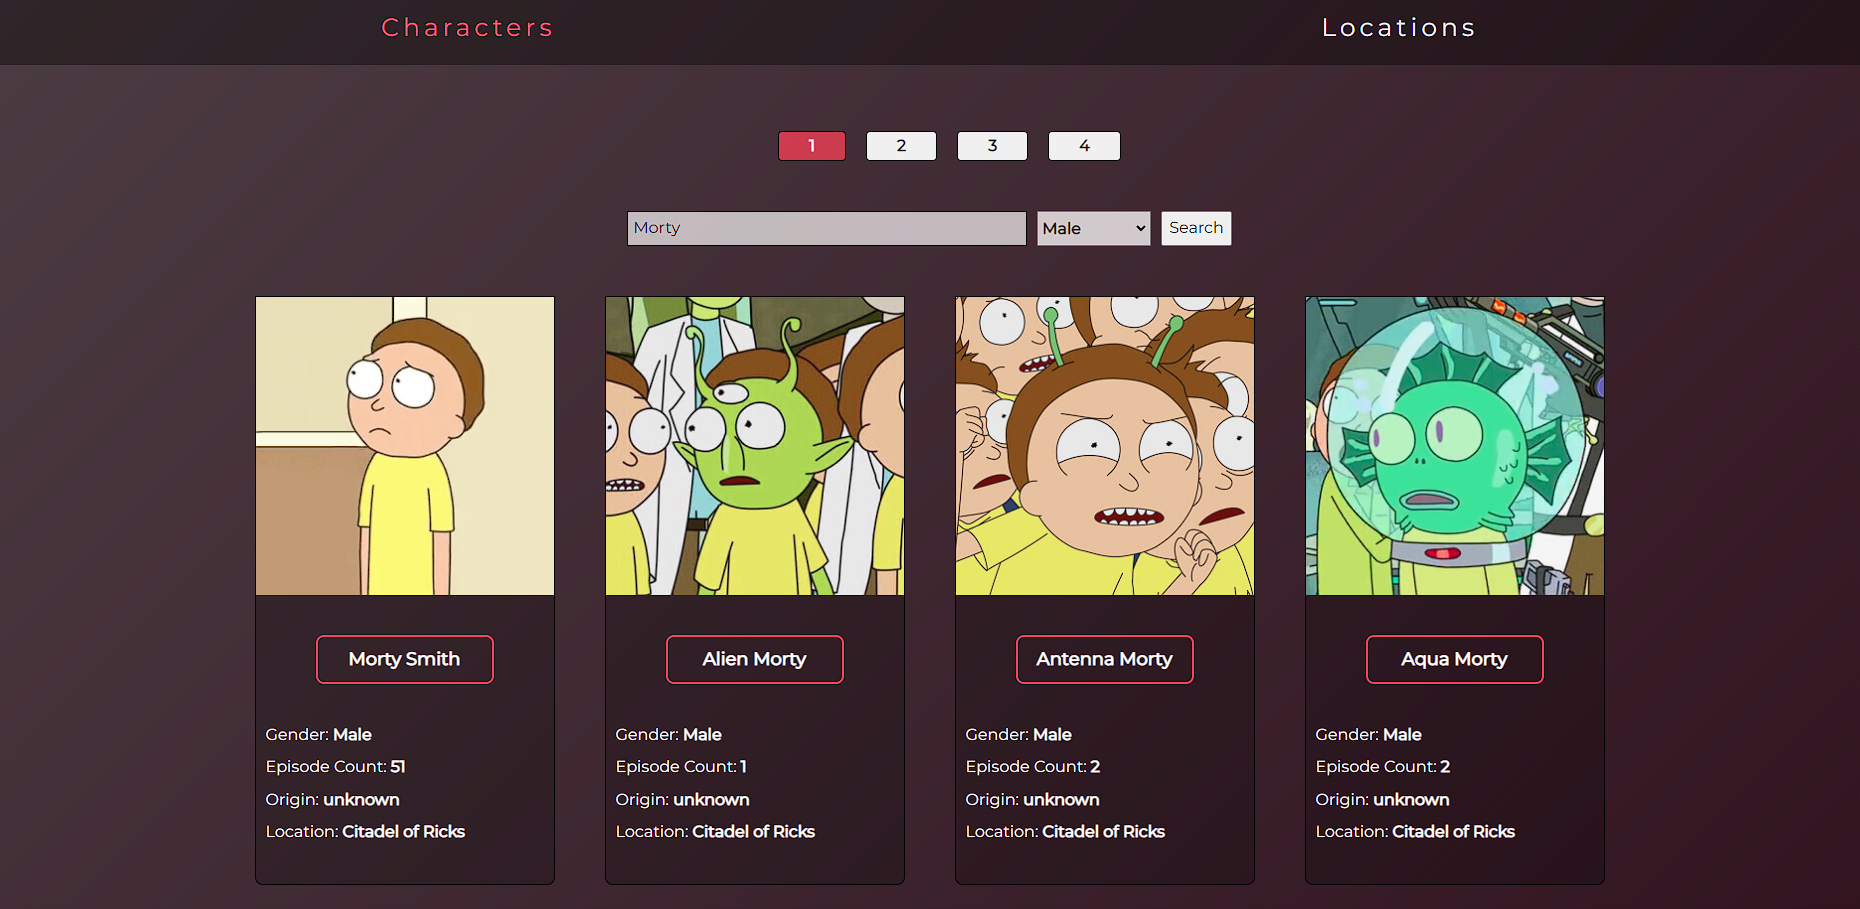 Characters Locations
1 2 3 4
Morty Male Search
Morty Smith
Gender: Male
Episode Count: 51
Origin: unknown
Location: Citadel of Ricks
Alien Morty
Gender: Male
Episode Count: 1
Origin: unknown
Location: Citadel of Ricks
Antenna Morty
Gender: Male
Episode Count: 2
Origin: unknown
Location: Citadel of Ricks
Aqua Morty
Gender: Male
Episode Count: 2
Origin: unknown
Location: Citadel of Ricks